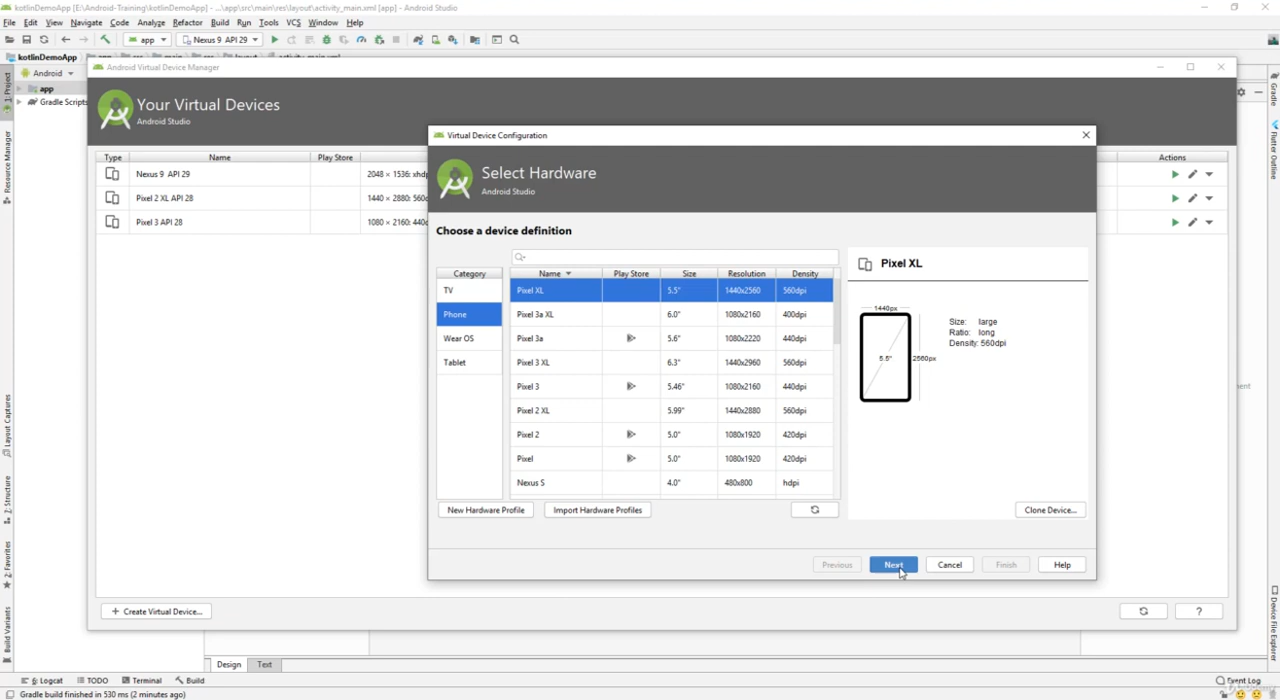 kotlinDemoApp [E:\Android-Training\kotlinDemoApp] - ...\app\src\main\res\layout\activity_main.xml [app] - Android Studio
File Edit View Navigate Code Analyze Refactor Build Run Tools VCS Window Help
app Nexus 9 API 29
kotlinDemoApp
Android
app
Gradle Scripts
1: Project
Resource Manager
Layout Captures
Z: Structure
2: Favorites
Build Variants
Gradle
Flutter Outline
Device File Explorer
Android Virtual Device Manager
Your Virtual Devices
Android Studio
Type Name Play Store Actions
Nexus 9 API 29 2048 × 1536: xhdp
Pixel 2 XL API 28 1440 × 2880: 560d
Pixel 3 API 28 1080 × 2160: 440d
Virtual Device Configuration
Select Hardware
Android Studio
Choose a device definition
Category Name Play Store Size Resolution Density
TV
Phone
Wear OS
Tablet
Pixel XL 5.5" 1440x2560 560dpi
Pixel 3a XL 6.0" 1080x2160 400dpi
Pixel 3a 5.6" 1080x2220 440dpi
Pixel 3 XL 6.3" 1440x2960 560dpi
Pixel 3 5.46" 1080x2160 440dpi
Pixel 2 XL 5.99" 1440x2880 560dpi
Pixel 2 5.0" 1080x1920 420dpi
Pixel 5.0" 1080x1920 420dpi
Nexus S 4.0" 480x800 hdpi
Pixel XL
1440px
5.5"
2560px
Size: large
Ratio: long
Density: 560dpi
New Hardware Profile Import Hardware Profiles Clone Device...
Previous Next Cancel Finish Help
+ Create Virtual Device... ?
Design Text
6: Logcat TODO Terminal Build Event Log
Gradle build finished in 530 ms (2 minutes ago)